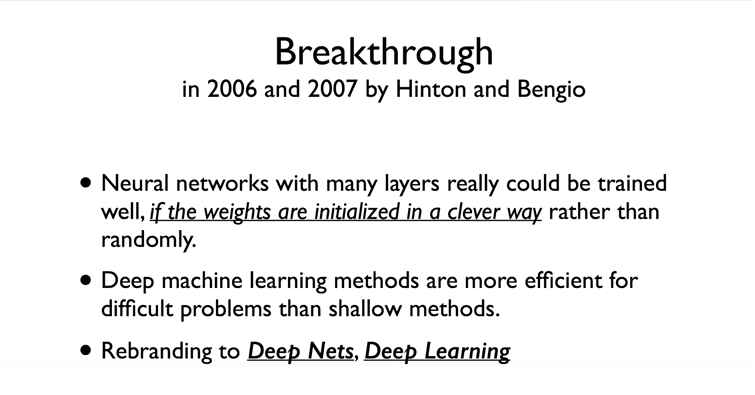 Breakthrough
in 2006 and 2007 by Hinton and Bengio
• Neural networks with many layers really could be trained
well, if the weights are initialized in a clever way rather than
randomly.
• Deep machine learning methods are more efficient for
difficult problems than shallow methods.
• Rebranding to Deep Nets, Deep Learning